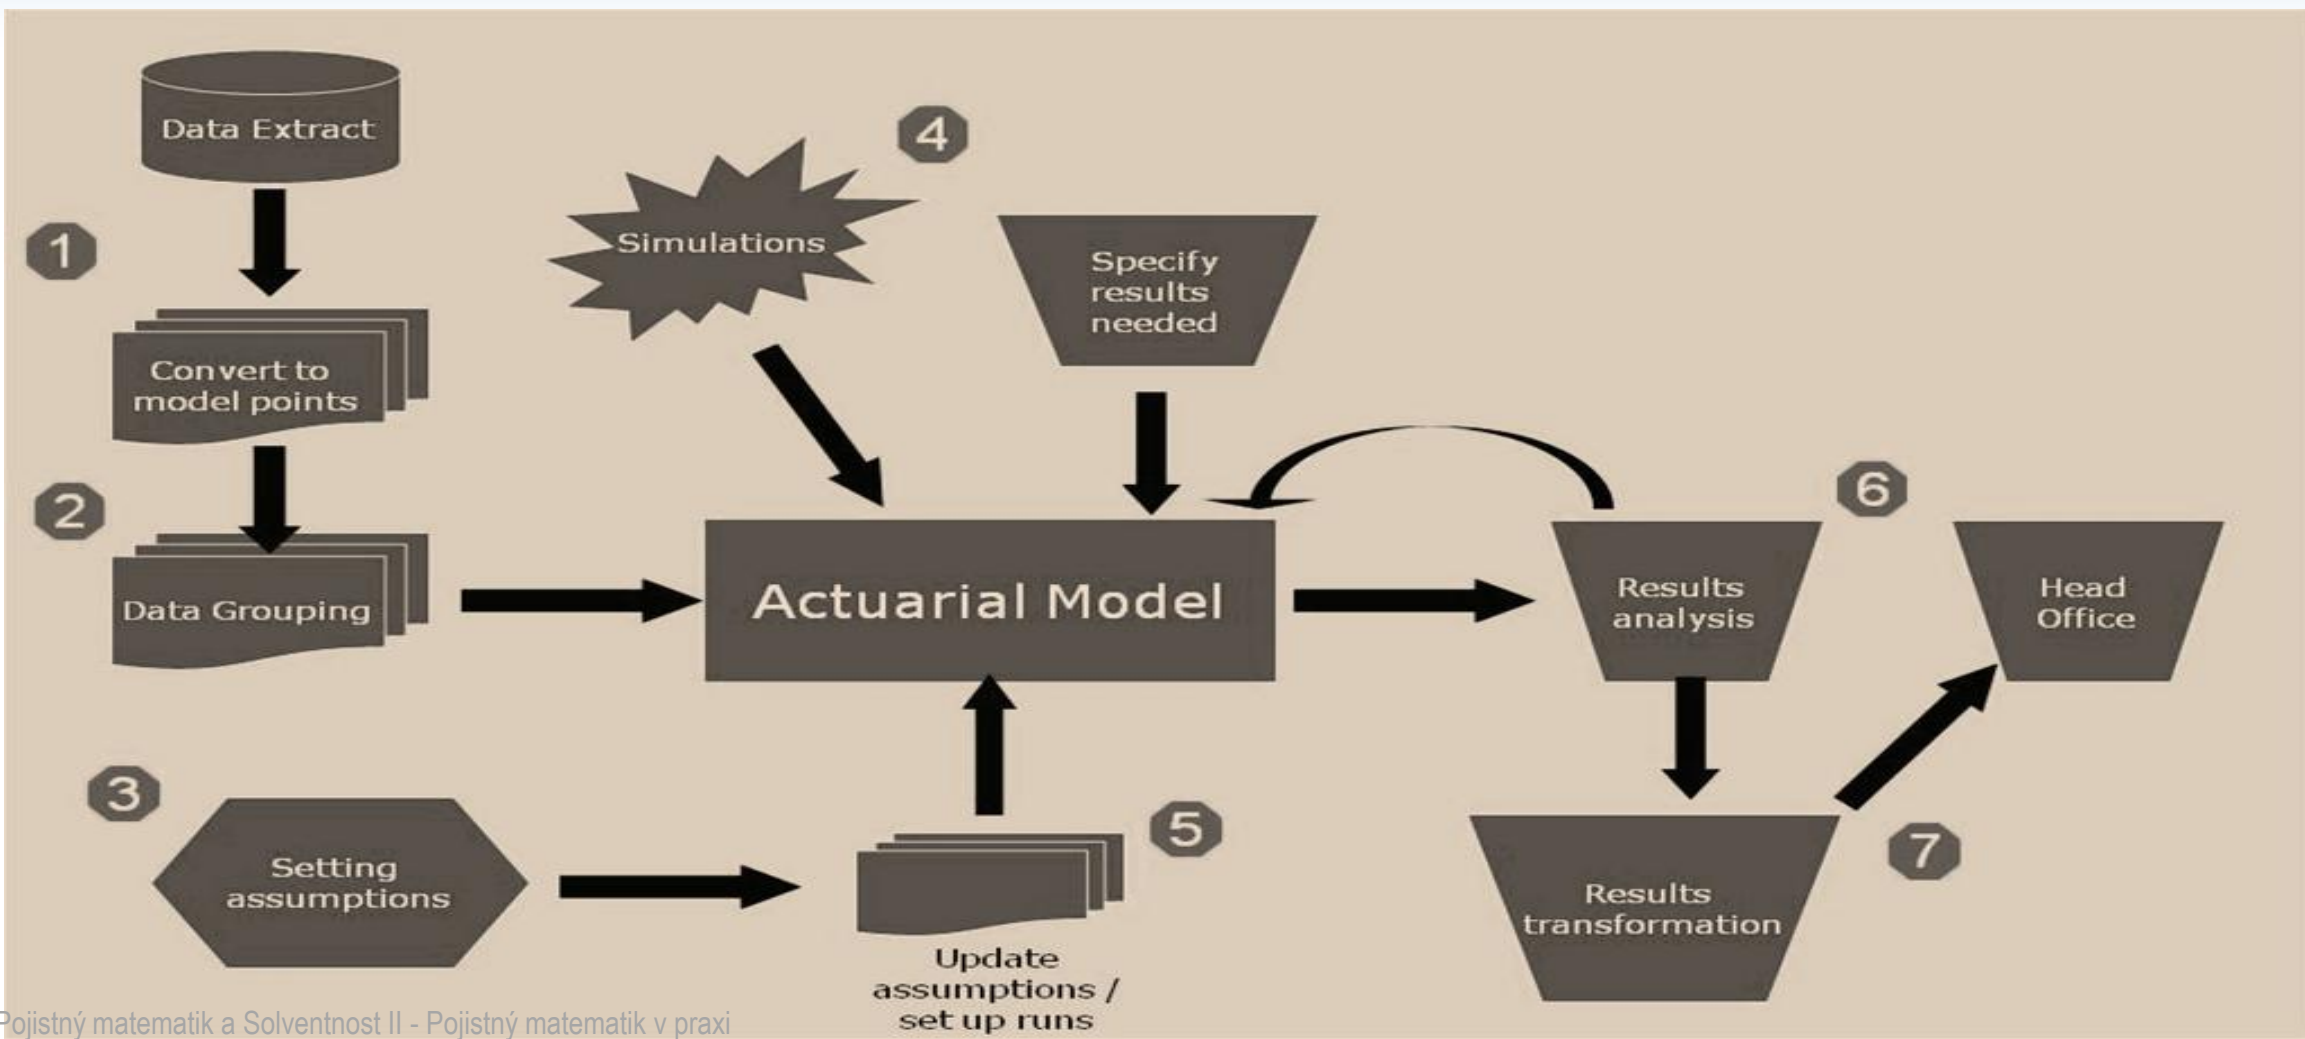 Data Extract
1
Convert to
model points
2
Data Grouping
3
Setting
assumptions
4
Simulations
Specify
results
needed
Actuarial Model
5
Update
assumptions /
set up runs
6
Results
analysis
Head
Office
7
Results
transformation
Pojistný matematik a Solventnost II - Pojistný matematik v praxi